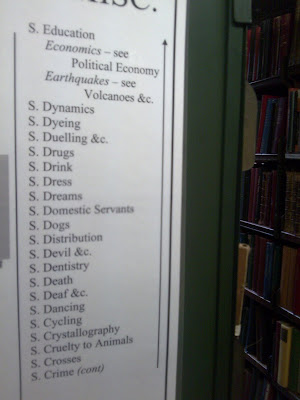 S. Education
Economics – see
Political Economy
Earthquakes – see
Volcanoes &c.
S. Dynamics
S. Dyeing
S. Duelling &c.
S. Drugs
S. Drink
S. Dress
S. Dreams
S. Domestic Servants
S. Dogs
S. Distribution
S. Devil &c.
S. Dentistry
S. Death
S. Deaf &c.
S. Dancing
S. Cycling
S. Crystallography
S. Cruelty to Animals
S. Crosses
S. Crime (cont)